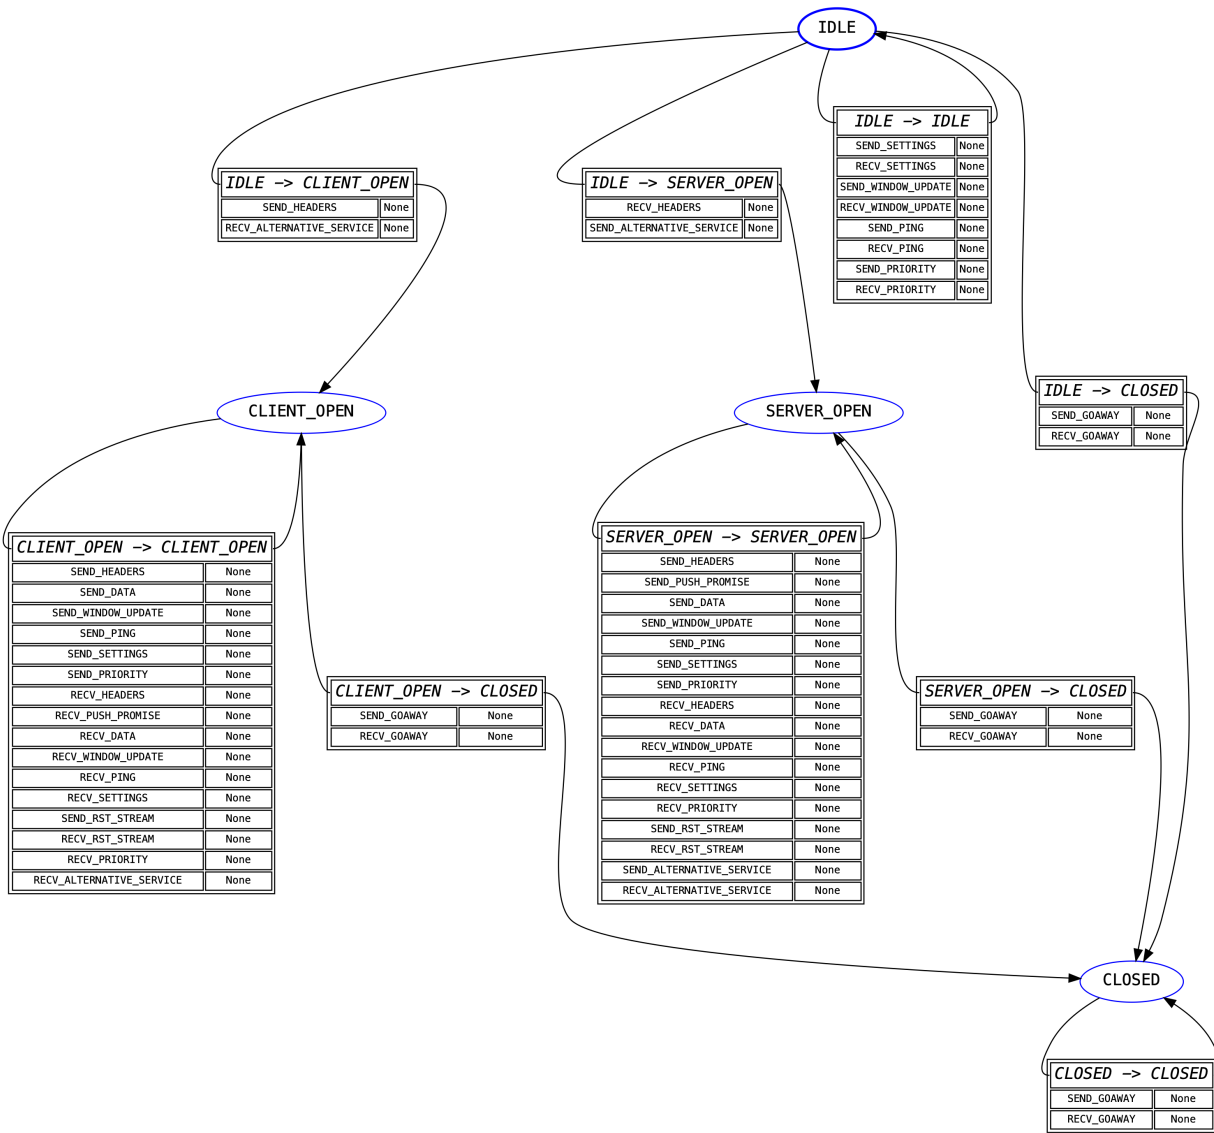 IDLE
IDLE -> IDLE
SEND_SETTINGS None
RECV_SETTINGS None
SEND_WINDOW_UPDATE None
RECV_WINDOW_UPDATE None
SEND_PING None
RECV_PING None
SEND_PRIORITY None
RECV_PRIORITY None
IDLE -> CLIENT_OPEN
SEND_HEADERS None
RECV_ALTERNATIVE_SERVICE None
IDLE -> SERVER_OPEN
RECV_HEADERS None
SEND_ALTERNATIVE_SERVICE None
IDLE -> CLOSED
SEND_GOAWAY None
RECV_GOAWAY None
CLIENT_OPEN
SERVER_OPEN
CLIENT_OPEN -> CLIENT_OPEN
SEND_HEADERS None
SEND_DATA None
SEND_WINDOW_UPDATE None
SEND_PING None
SEND_SETTINGS None
SEND_PRIORITY None
RECV_HEADERS None
RECV_PUSH_PROMISE None
RECV_DATA None
RECV_WINDOW_UPDATE None
RECV_PING None
RECV_SETTINGS None
SEND_RST_STREAM None
RECV_RST_STREAM None
RECV_PRIORITY None
RECV_ALTERNATIVE_SERVICE None
CLIENT_OPEN -> CLOSED
SEND_GOAWAY None
RECV_GOAWAY None
SERVER_OPEN -> SERVER_OPEN
SEND_HEADERS None
SEND_PUSH_PROMISE None
SEND_DATA None
SEND_WINDOW_UPDATE None
SEND_PING None
SEND_SETTINGS None
SEND_PRIORITY None
RECV_HEADERS None
RECV_DATA None
RECV_WINDOW_UPDATE None
RECV_PING None
RECV_SETTINGS None
RECV_PRIORITY None
SEND_RST_STREAM None
RECV_RST_STREAM None
SEND_ALTERNATIVE_SERVICE None
RECV_ALTERNATIVE_SERVICE None
SERVER_OPEN -> CLOSED
SEND_GOAWAY None
RECV_GOAWAY None
CLOSED
CLOSED -> CLOSED
SEND_GOAWAY None
RECV_GOAWAY None